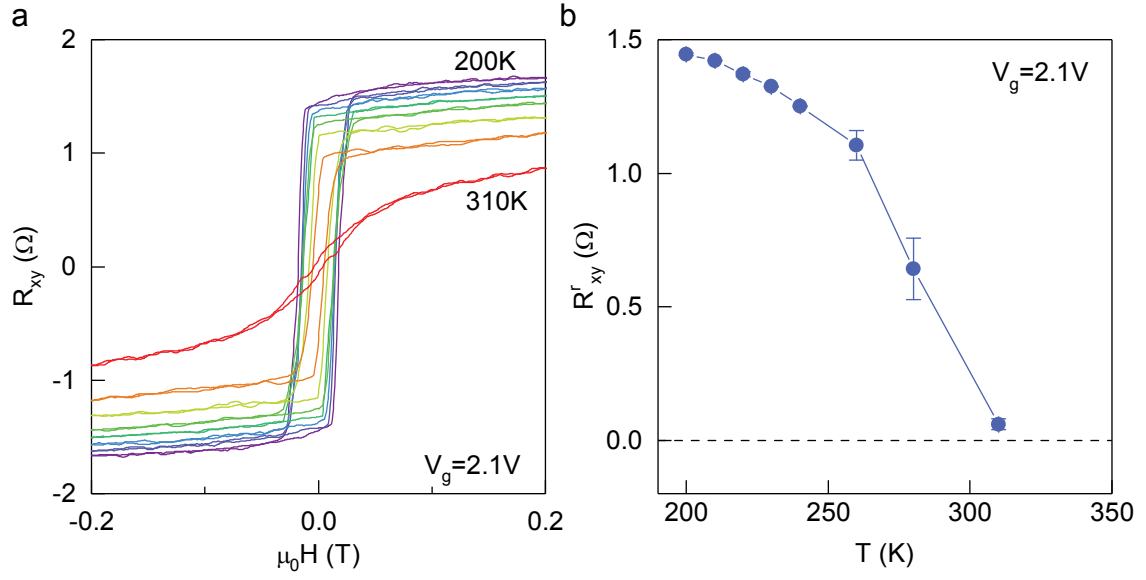 a
2
1
0
-1
-2
R_xy (Ω)
200K
310K
V_g=2.1V
-0.2
0.0
0.2
μ₀H (T)
b
1.5
1.0
0.5
0.0
R^r_xy (Ω)
V_g=2.1V
200
250
300
350
T (K)